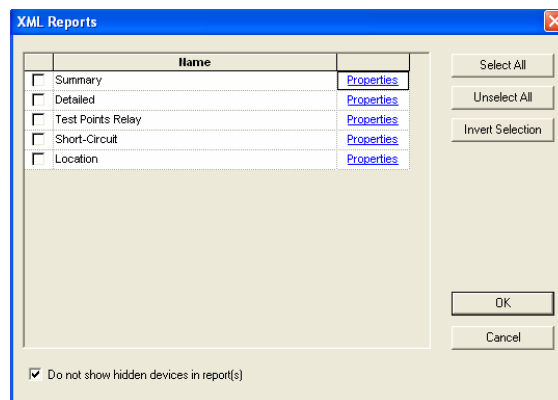 XML Reports
Name
Summary Properties
Detailed Properties
Test Points Relay Properties
Short-Circuit Properties
Location Properties
Select All
Unselect All
Invert Selection
OK
Cancel
Do not show hidden devices in report(s)